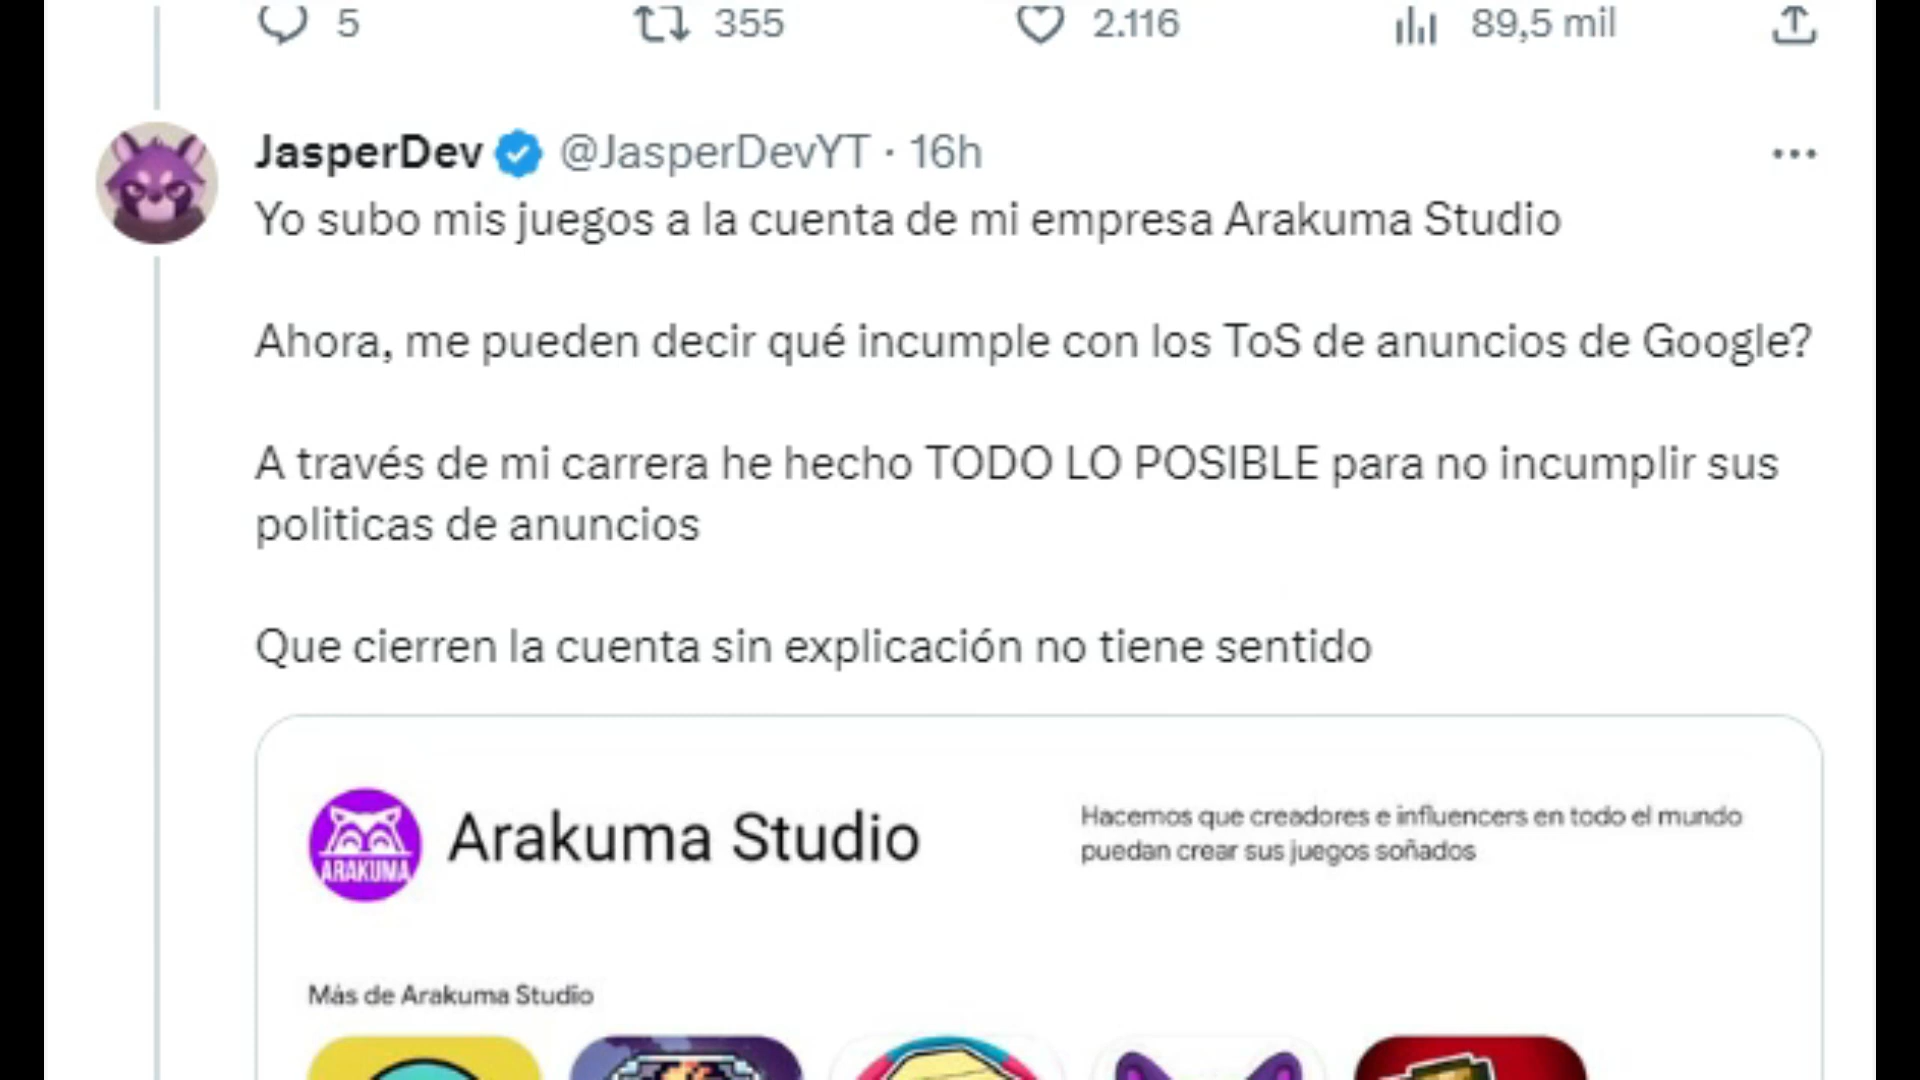 5 355 2.116 89,5 mil
JasperDev @JasperDevYT · 16h
Yo subo mis juegos a la cuenta de mi empresa Arakuma Studio
Ahora, me pueden decir qué incumple con los ToS de anuncios de Google?
A través de mi carrera he hecho TODO LO POSIBLE para no incumplir sus
politicas de anuncios
Que cierren la cuenta sin explicación no tiene sentido
ARAKUMA
Arakuma Studio
Hacemos que creadores e influencers en todo el mundo
puedan crear sus juegos soñados
Más de Arakuma Studio